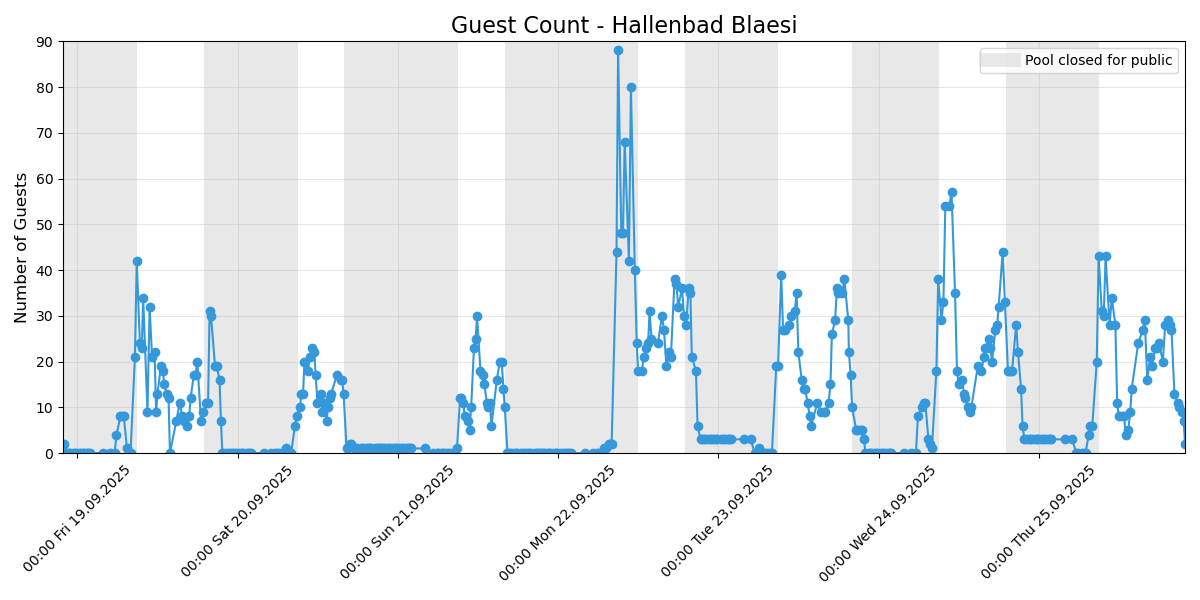 Guest Count - Hallenbad Blaesi
Pool closed for public
Number of Guests
90
80
70
60
50
40
30
20
10
0
00:00 Fri 19.09.2025
00:00 Sat 20.09.2025
00:00 Sun 21.09.2025
00:00 Mon 22.09.2025
00:00 Tue 23.09.2025
00:00 Wed 24.09.2025
00:00 Thu 25.09.2025